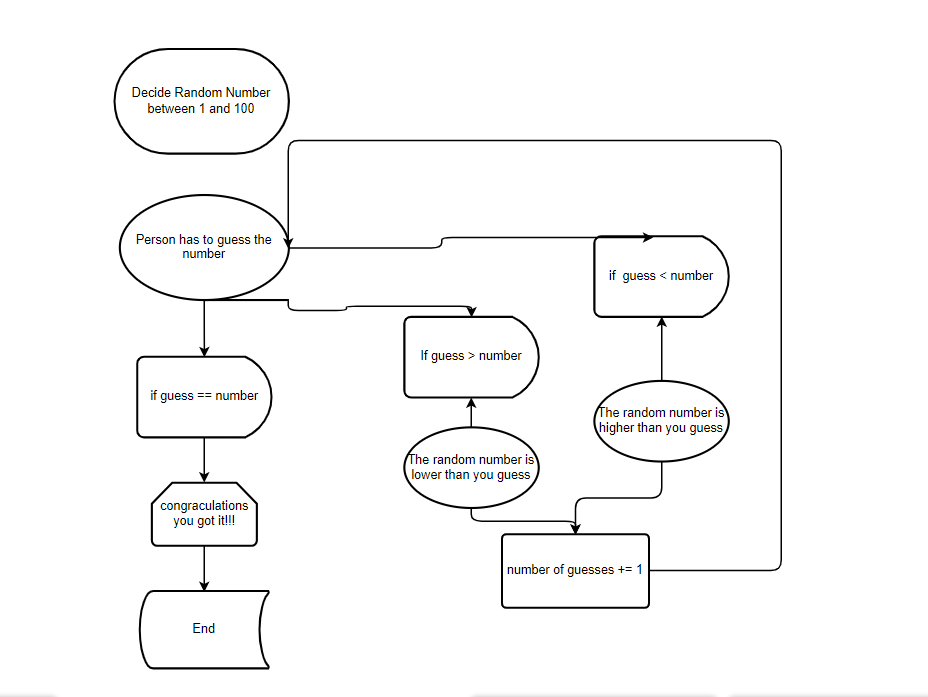 Decide Random Number
between 1 and 100
Person has to guess the
number
if guess < number
If guess > number
if guess == number
The random number is
higher than you guess
The random number is
lower than you guess
congraculations
you got it!!!
number of guesses += 1
End